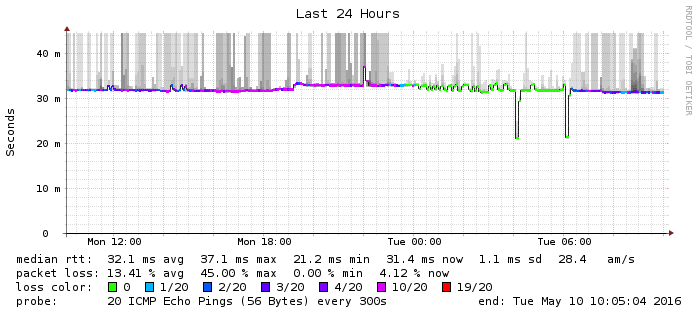 Last 24 Hours
RRDTOOL / TOBI OETIKER
Seconds
40 m
30 m
20 m
10 m
0
Mon 12:00 Mon 18:00 Tue 00:00 Tue 06:00
median rtt: 32.1 ms avg 37.1 ms max 21.2 ms min 31.4 ms now 1.1 ms sd 28.4 am/s
packet loss: 13.41 % avg 45.00 % max 0.00 % min 4.12 % now
loss color: 0 1/20 2/20 3/20 4/20 10/20 19/20
probe: 20 ICMP Echo Pings (56 Bytes) every 300s end: Tue May 10 10:05:04 2016